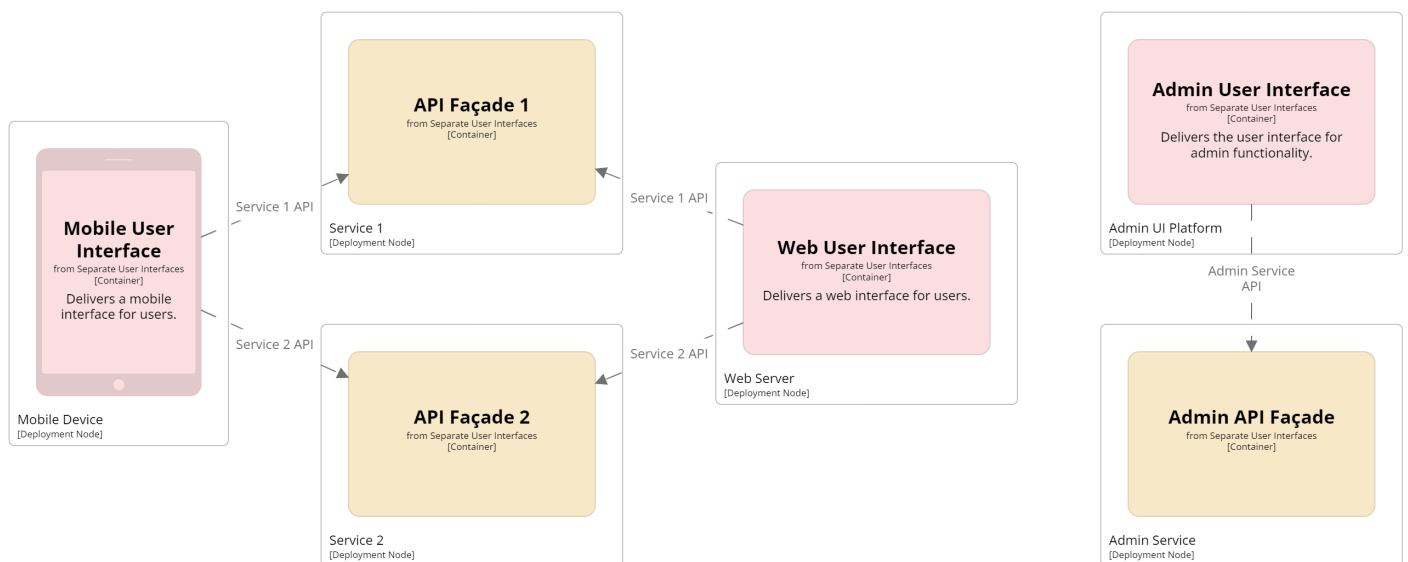 Mobile User
Interface
from Separate User Interfaces
[Container]
Delivers a mobile
interface for users.
Mobile Device
[Deployment Node]
Service 1 API
Service 2 API
API Façade 1
from Separate User Interfaces
[Container]
Service 1
[Deployment Node]
API Façade 2
from Separate User Interfaces
[Container]
Service 2
[Deployment Node]
Service 1 API
Service 2 API
Web User Interface
from Separate User Interfaces
[Container]
Delivers a web interface for users.
Web Server
[Deployment Node]
Admin User Interface
from Separate User Interfaces
[Container]
Delivers the user interface for
admin functionality.
Admin UI Platform
[Deployment Node]
Admin Service
API
Admin API Façade
from Separate User Interfaces
[Container]
Admin Service
[Deployment Node]